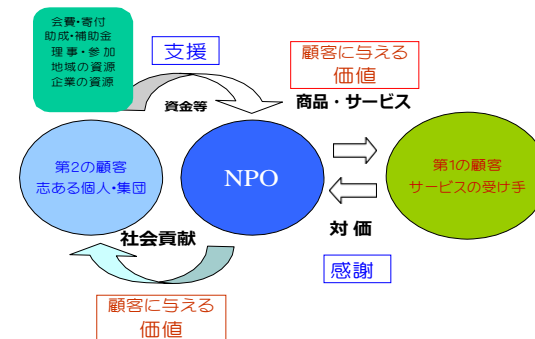 会費・寄付
助成・補助金
理事・参加
地域の資源
企業の資源
支援
顧客に与える
価値
資金等
商品・サービス
第2の顧客
志ある個人・集団
NPO
第1の顧客
サービスの受け手
社会貢献
対価
感謝
顧客に与える
価値